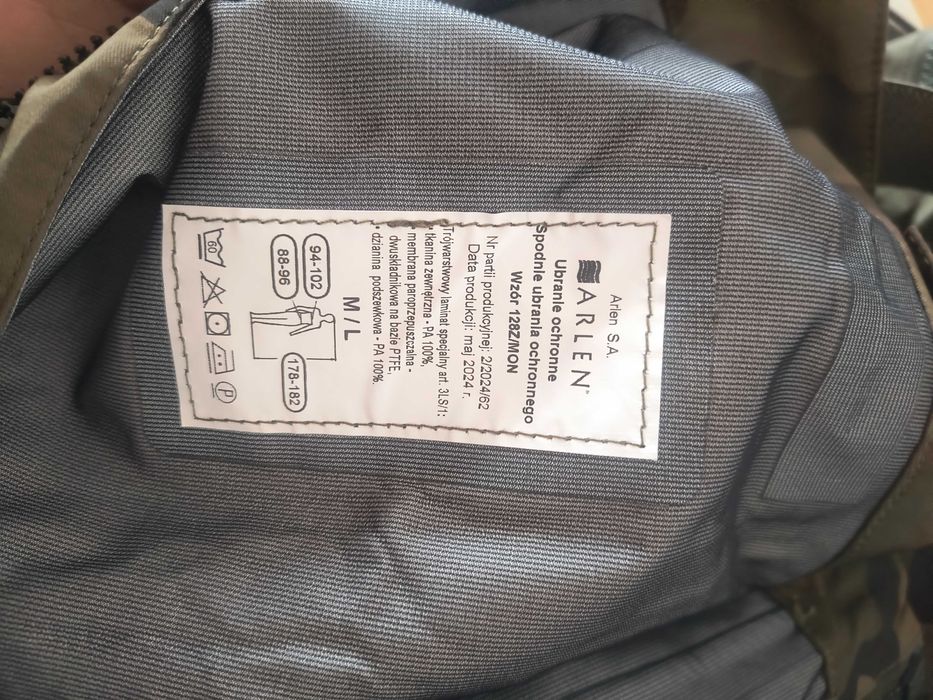 Arlen S.A.
ARLEN™
Ubranie ochronne
Spodnie ubrania ochronnego
Wzór 128Z/MON
Nr partii produkcyjnej: 2/2024/62
Data produkcji: maj 2024 r.
Trójwarstwowy laminat specjalny art. 3LS/1:
• tkanina zewnętrzna - PA 100%,
• membrana paroprzepuszczalna -
dwuskładnikowa na bazie PTFE,
• dzianina podszewkowa - PA 100%.
M / L
94-102
88-96
178-182
60
P